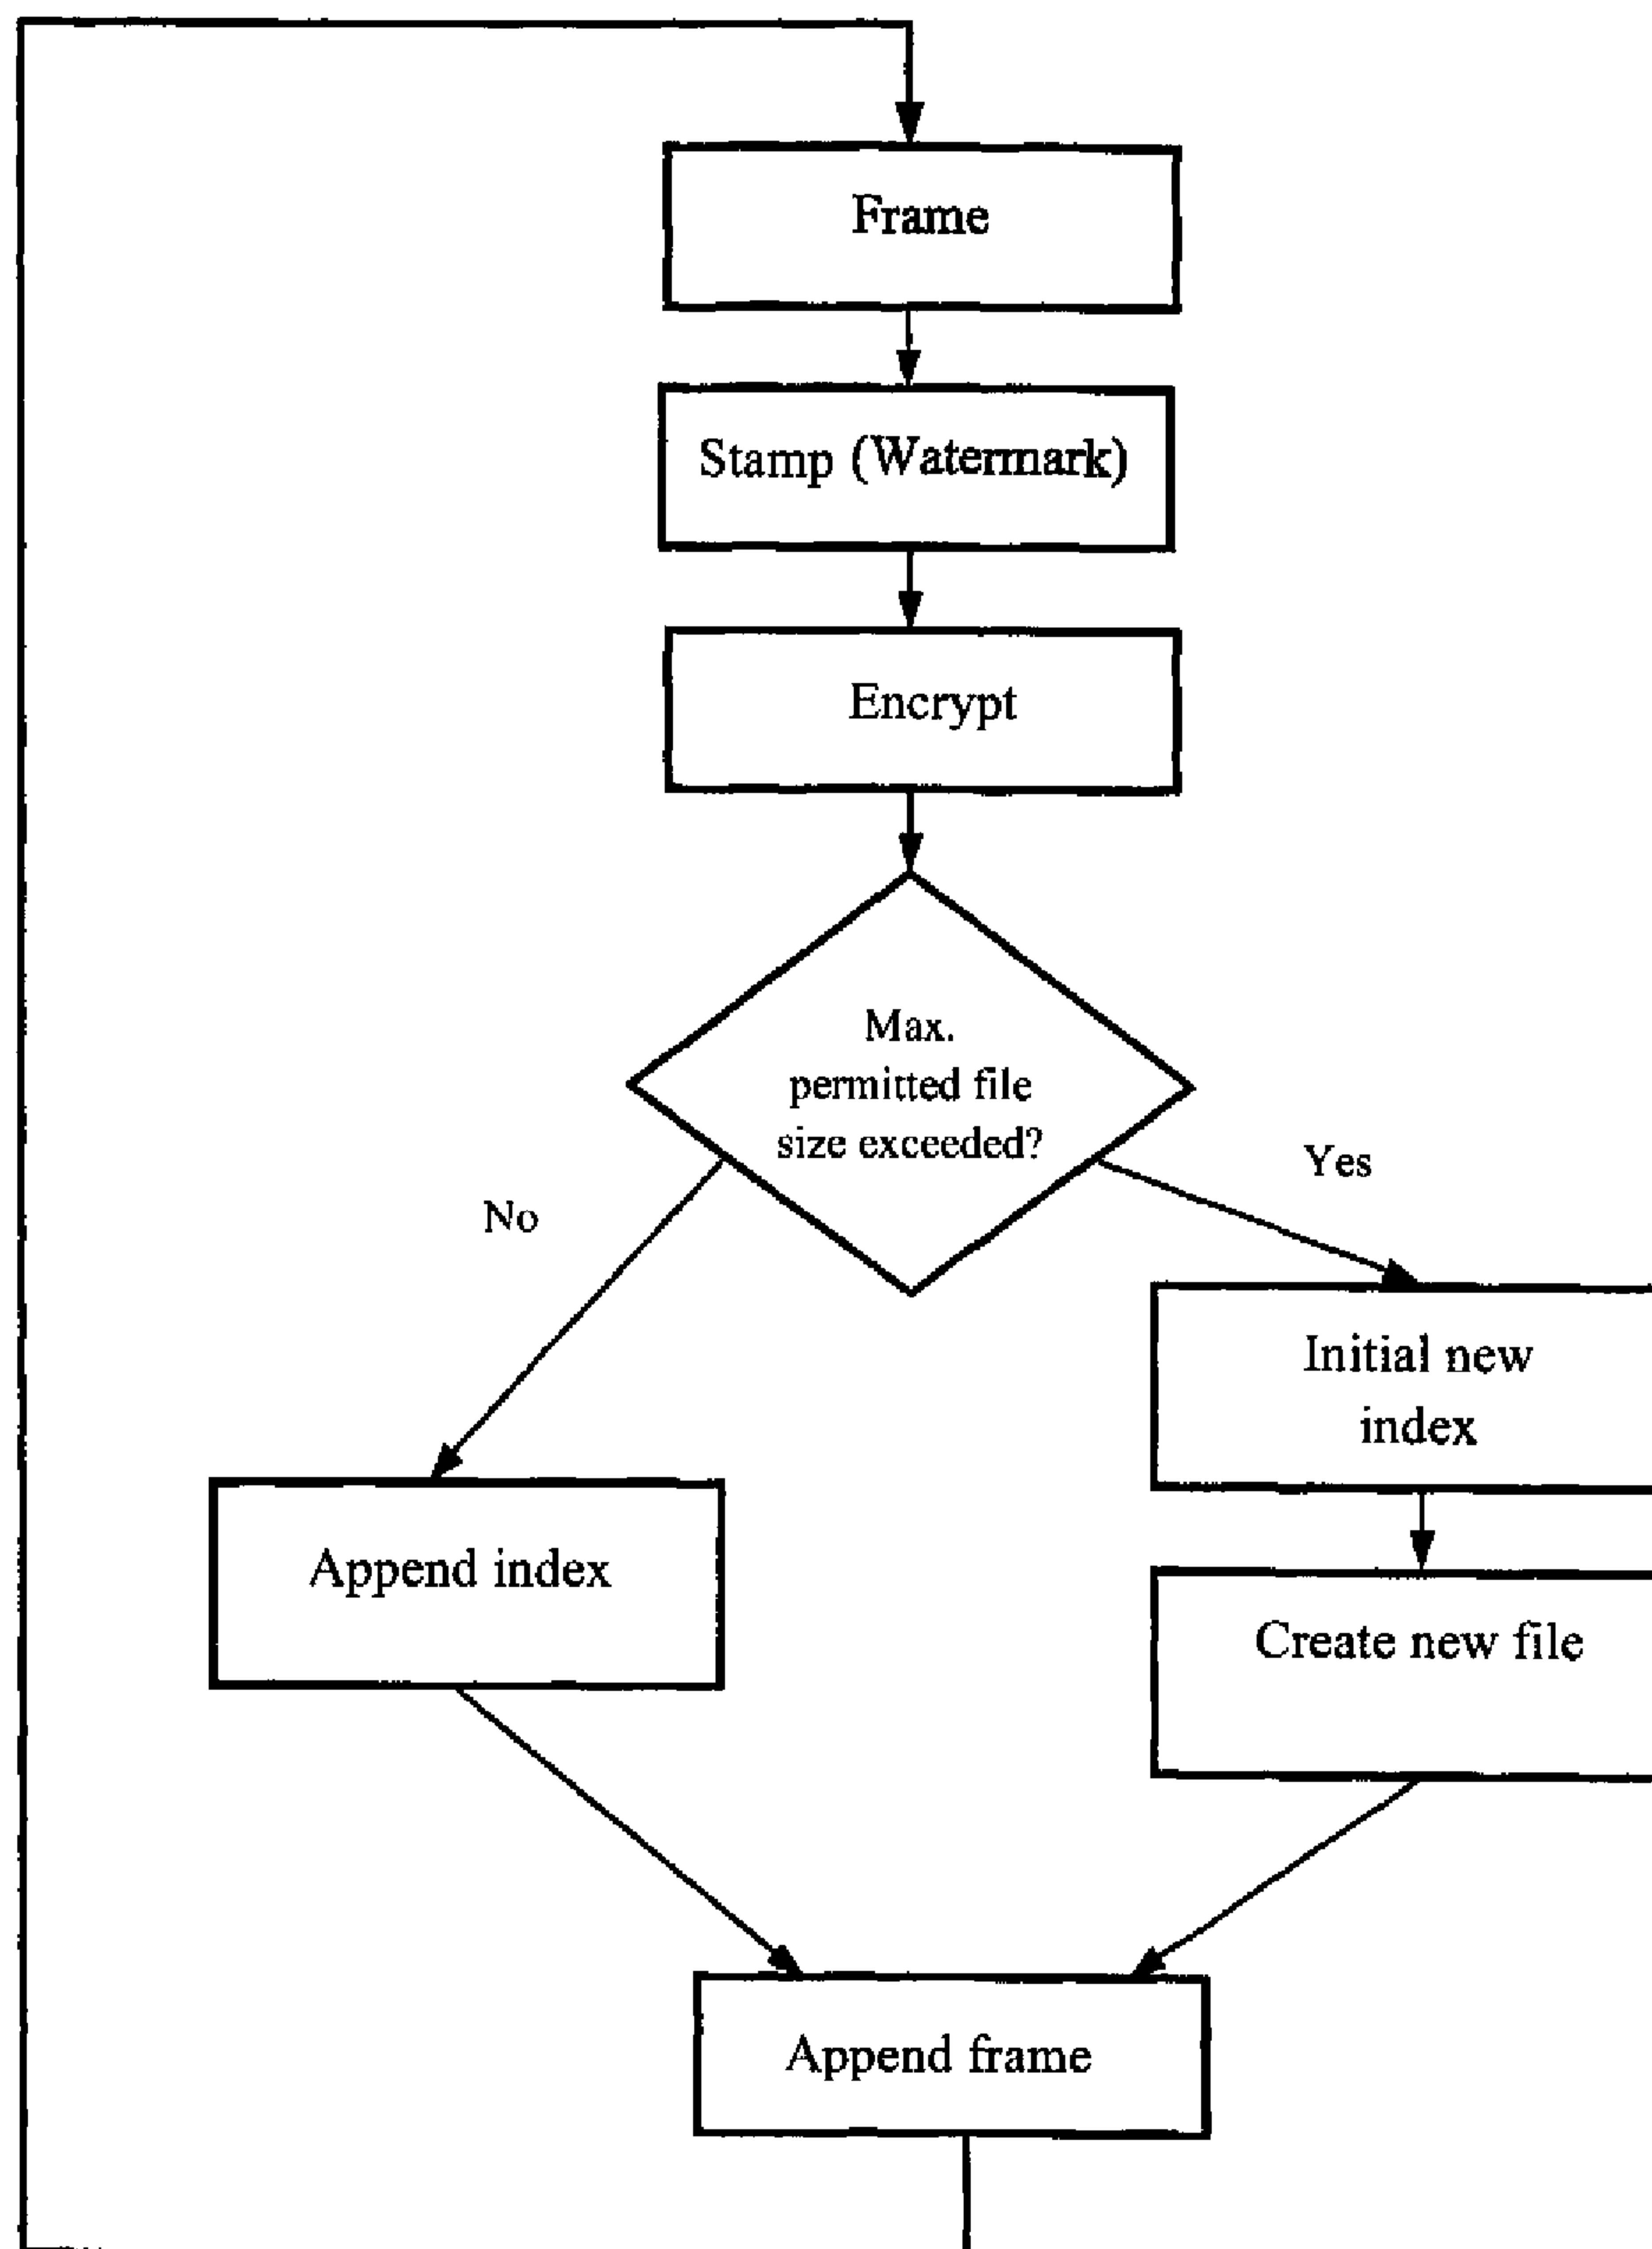 Frame
Stamp (Watermark)
Encrypt
Max.
permitted file
size exceeded?
Yes
No
Initial new
index
Append index
Create new file
Append frame